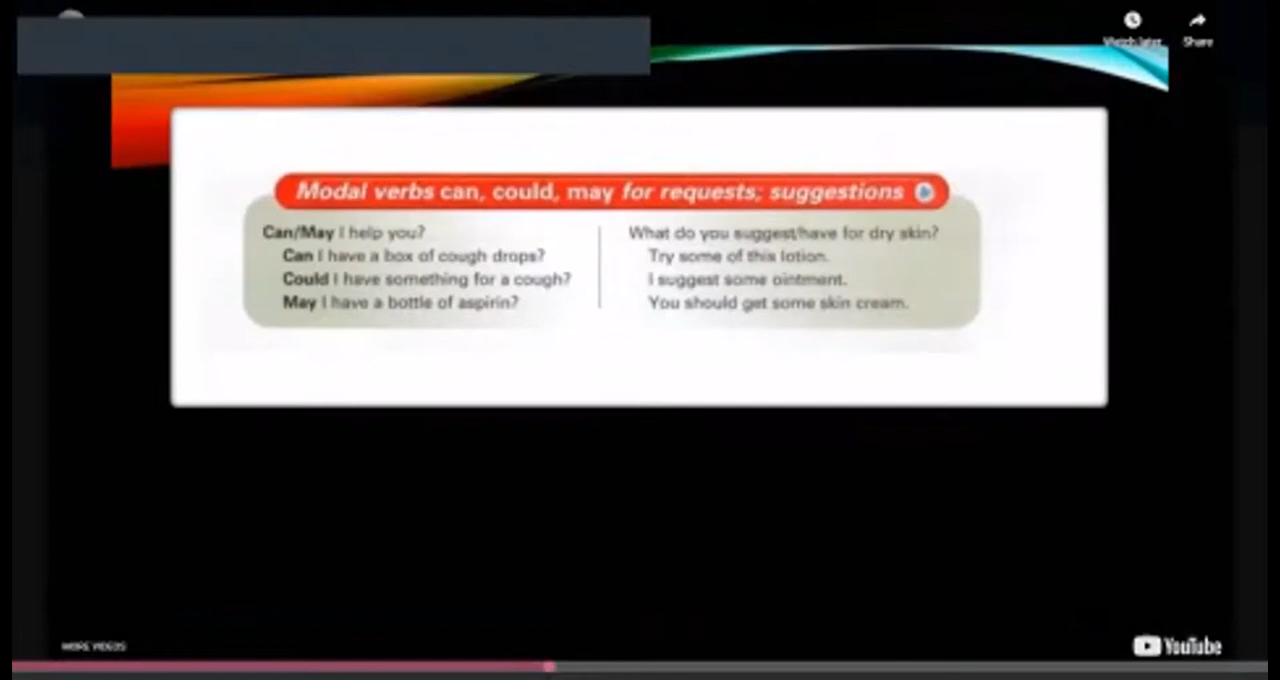 Watch later
Share
Modal verbs can, could, may for requests; suggestions
Can/May I help you?
Can I have a box of cough drops?
Could I have something for a cough?
May I have a bottle of aspirin?
What do you suggest/have for dry skin?
Try some of this lotion.
I suggest some ointment.
You should get some skin cream.
MORE VIDEOS
YouTube